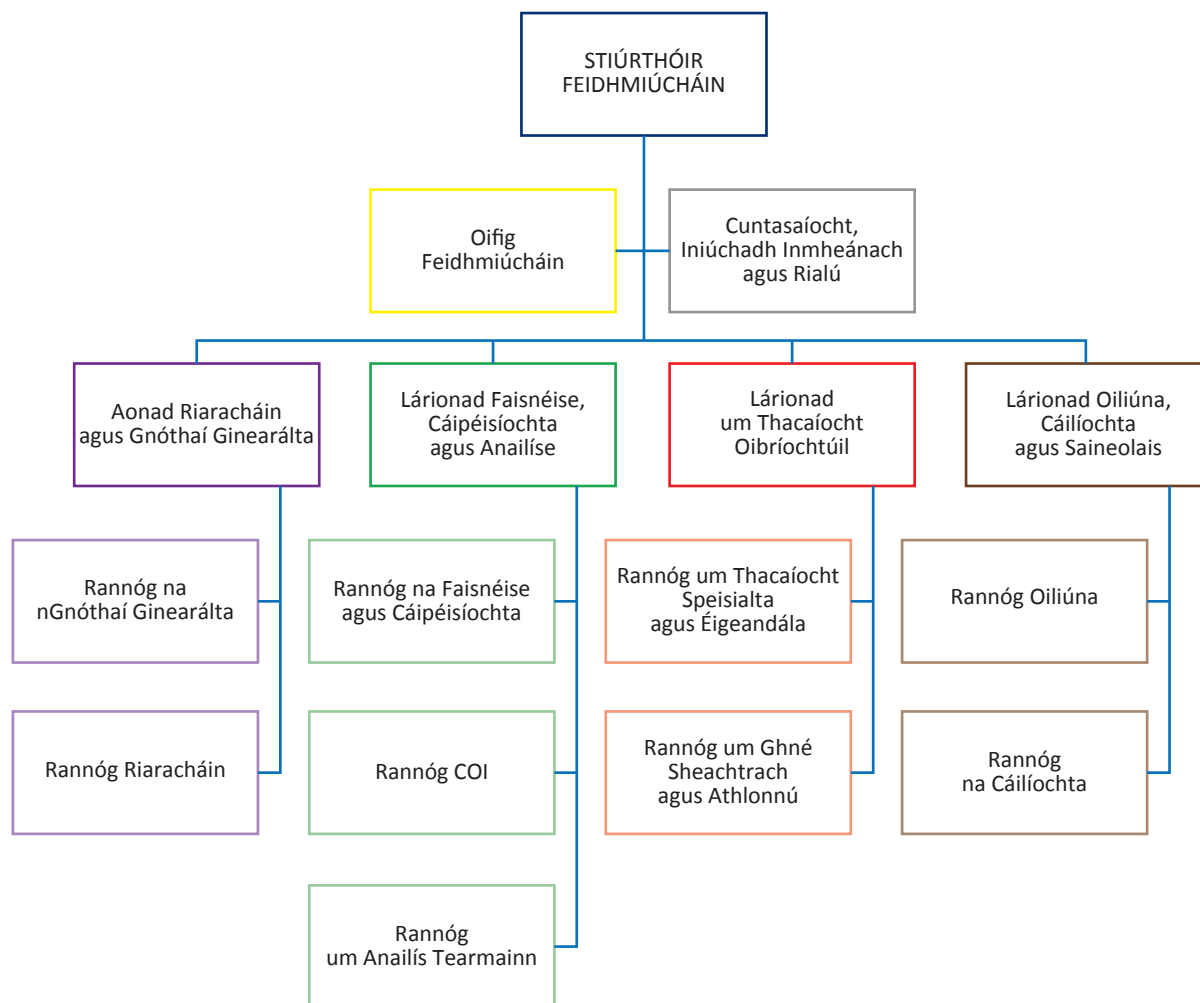 STIÚRTHÓIR
FEIDHMIÚCHÁIN
Oifig
Feidhmiúcháin
Cuntasaíocht,
Iniúchadh Inmheánach
agus Rialú
Aonad Riaracháin
agus Gnóthaí Ginearálta
Lárionad Faisnéise,
Cáipéisíochta
agus Anailíse
Lárionad
um Thacaíocht
Oibríochtúil
Lárionad Oiliúna,
Cáilíochta
agus Saineolais
Rannóg na
nGnóthaí Ginearálta
Rannóg na Faisnéise
agus Cáipéisíochta
Rannóg um Thacaíocht
Speisialta
agus Éigeandála
Rannóg Oiliúna
Rannóg Riaracháin
Rannóg COI
Rannóg um Ghné
Sheachtrach
agus Athlonnú
Rannóg
na Cáilíochta
Rannóg
um Anailís Tearmainn